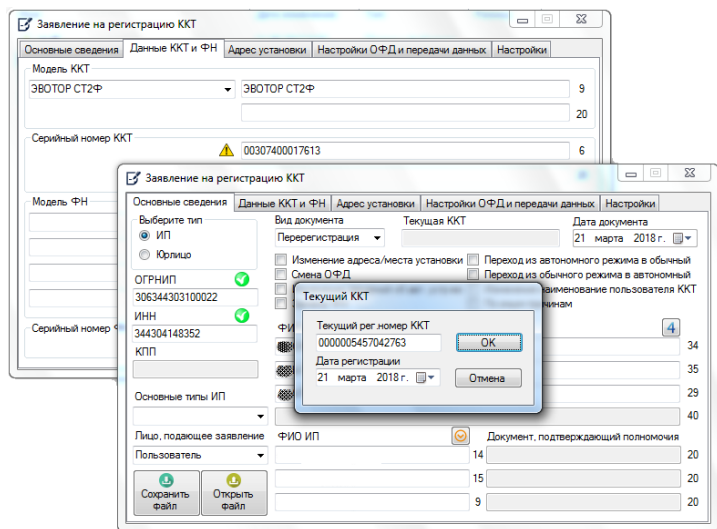 Заявление на регистрацию ККТ
Основные сведения Данные ККТ и ФН Адрес установки Настройки ОФД и передачи данных Настройки
Модель ККТ
ЭВОТОР СТ2Ф ЭВОТОР СТ2Ф 9
20
Серийный номер ККТ
00307400017613 6
Модель ФН
Серийный номер
Заявление на регистрацию ККТ
Основные сведения Данные ККТ и ФН Адрес установки Настройки ОФД и передачи данных Настройки
Выберите тип Вид документа Текущая ККТ Дата документа
ИП Перерегистрация 21 марта 2018 г.
Юрлицо
Изменение адреса/места установки Переход из автономного режима в обычный
Смена ОФД Переход из обычного режима в автономный
ОГРНИП
306344303100022 наименование пользователя ККТ
ИНН
344304148352 4
КПП
34
35
29
40
Основные типы ИП
Текущий ККТ
Текущий рег.номер ККТ
0000005457042763 OK
Дата регистрации
21 марта 2018 г. Отмена
Лицо, подающее заявление ФИО ИП Документ, подтверждающий полномочия
Пользователь 14 20
15 20
9 20
Сохранить файл
Открыть файл